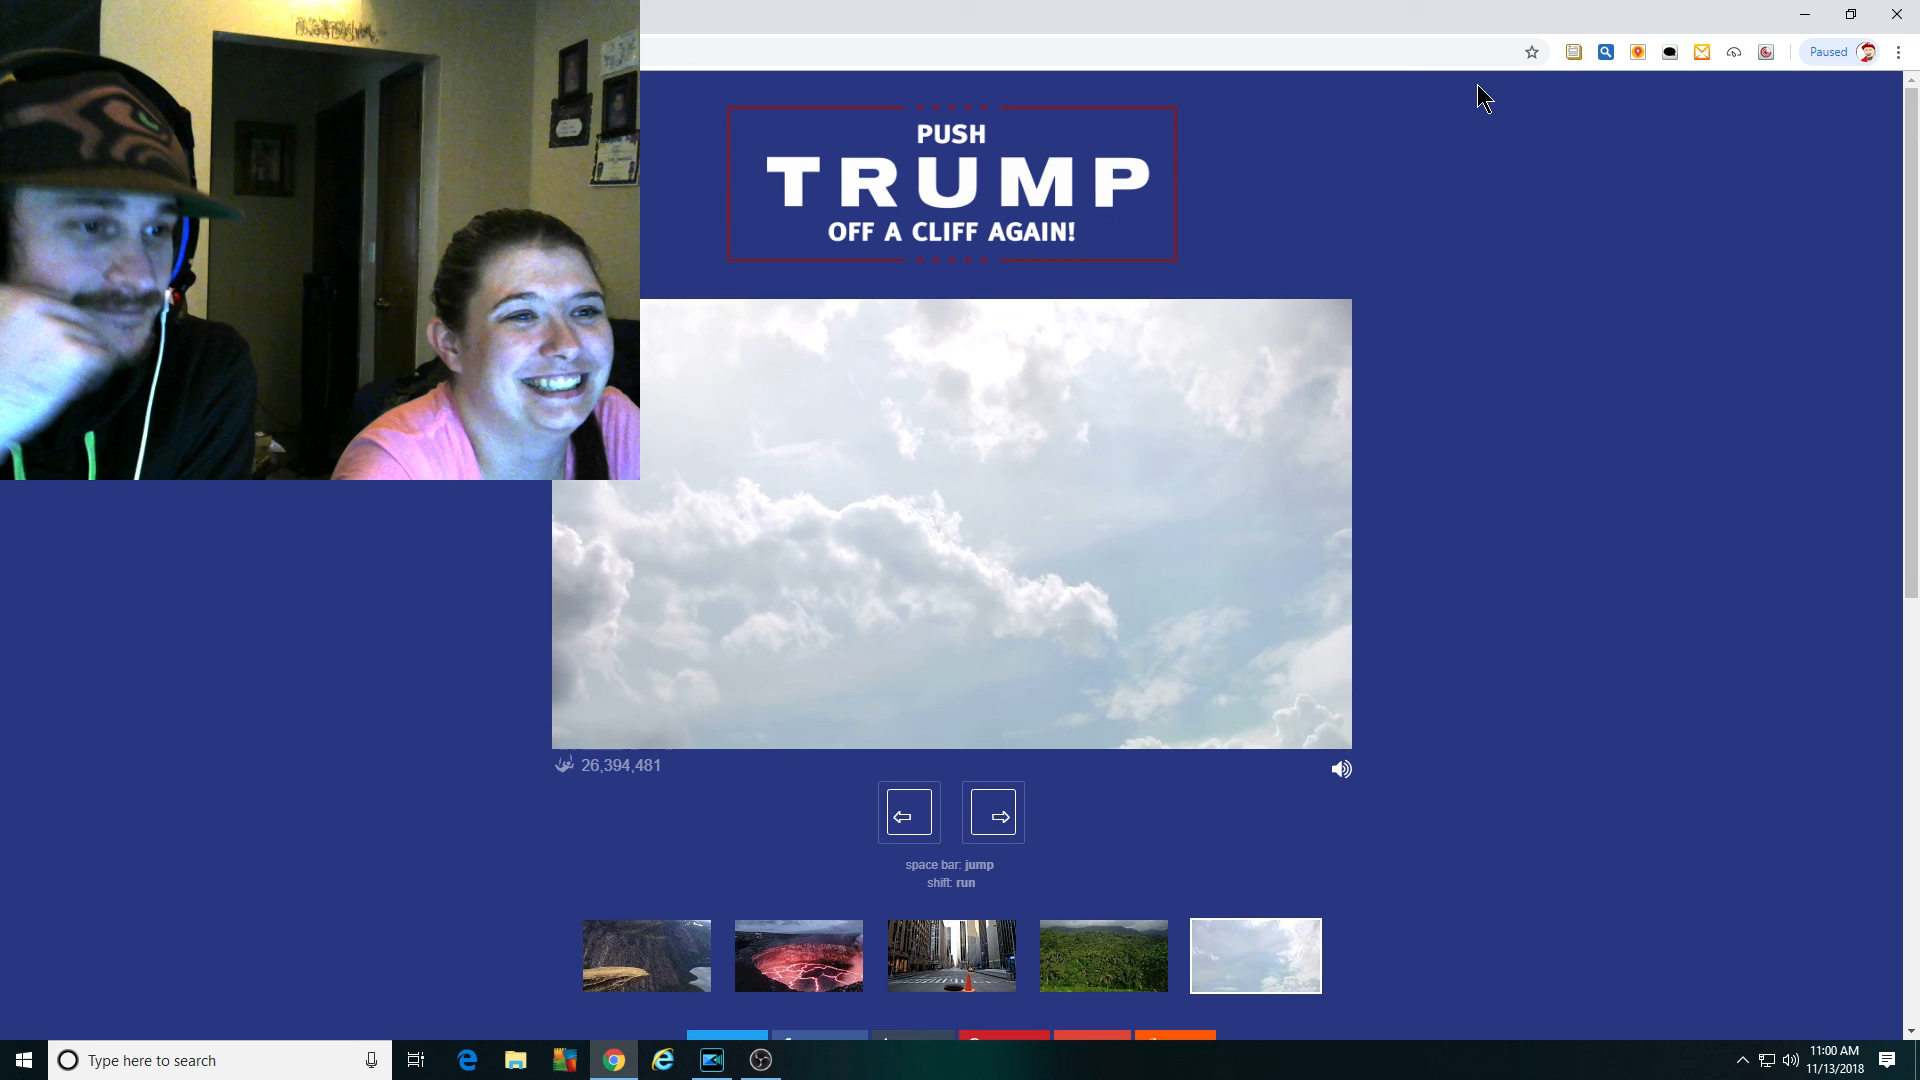 Paused
PUSH
TRUMP
OFF A CLIFF AGAIN!
26,394,481
space bar: jump
shift: run
Type here to search
11:00 AM
11/13/2018